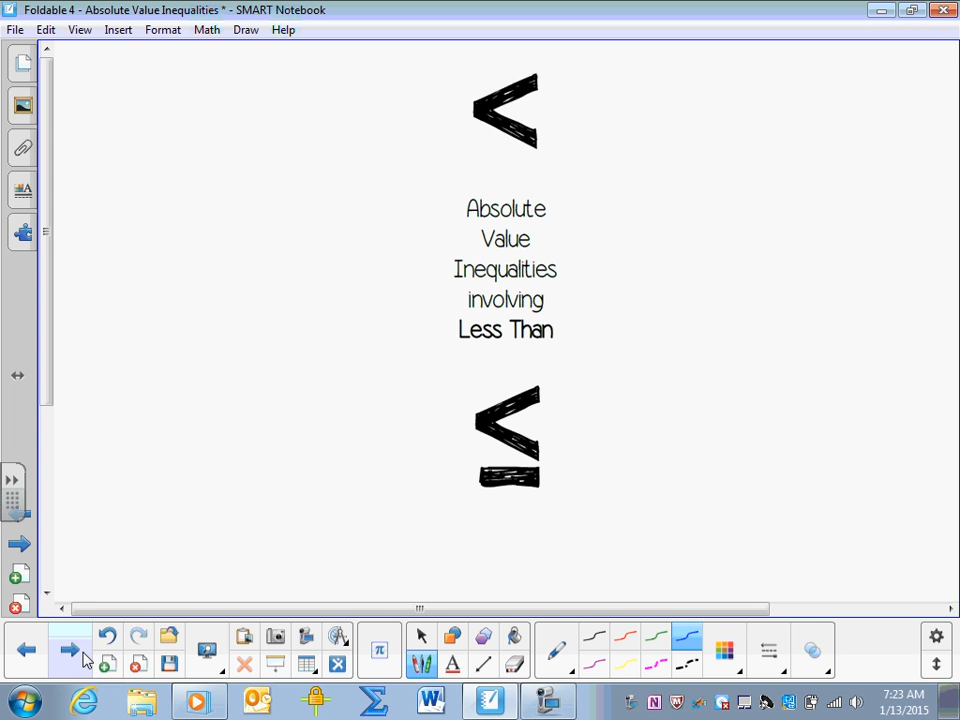 Foldable 4 - Absolute Value Inequalities * - SMART Notebook
File Edit View Insert Format Math Draw Help
<
Absolute
Value
Inequalities
involving
Less Than
≤
7:23 AM
1/13/2015